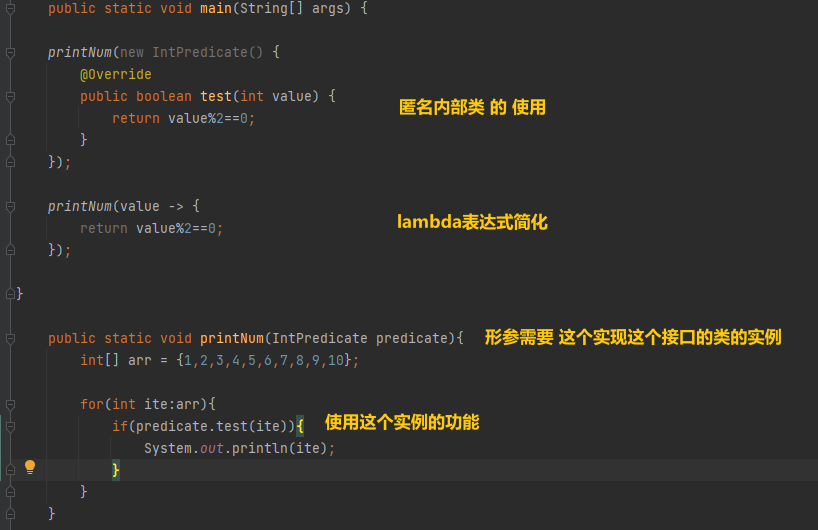 public static void main(String[] args) {
printNum(new IntPredicate() {
@Override
public boolean test(int value) {
匿名内部类 的 使用
return value%2==0;
}
});
printNum(value -> {
lambda表达式简化
return value%2==0;
});
}
public static void printNum(IntPredicate predicate){
形参需要 这个实现这个接口的类的实例
int[] arr = {1,2,3,4,5,6,7,8,9,10};
for(int ite:arr){
if(predicate.test(ite)){
使用这个实例的功能
System.out.println(ite);
}
}
}